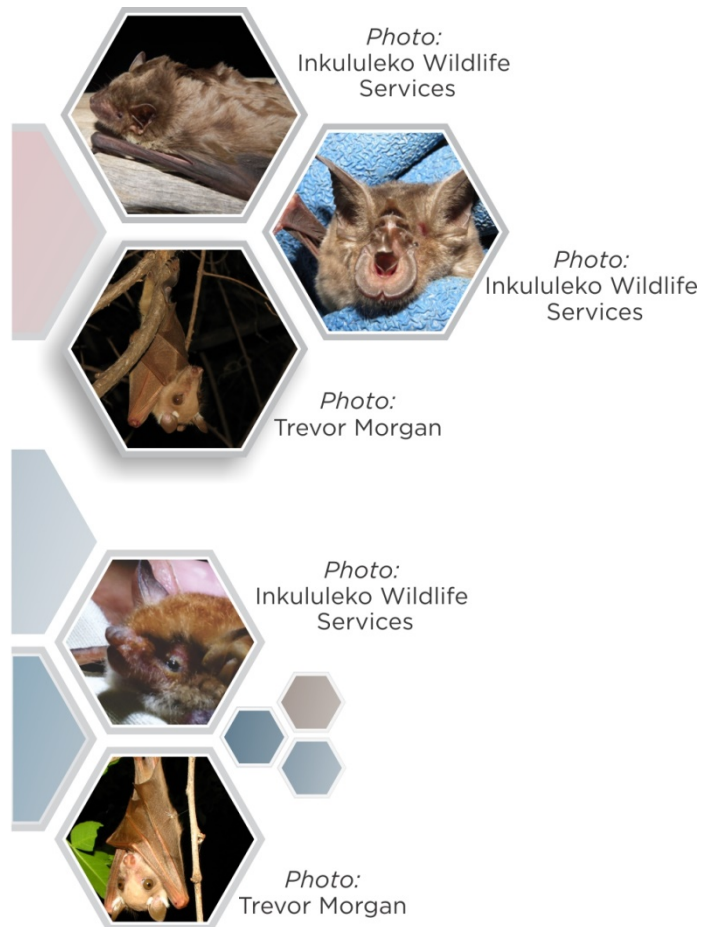 Photo:
Inkululeko Wildlife
Services
Photo:
Inkululeko Wildlife
Services
Photo:
Trevor Morgan
Photo:
Inkululeko Wildlife
Services
Photo:
Trevor Morgan